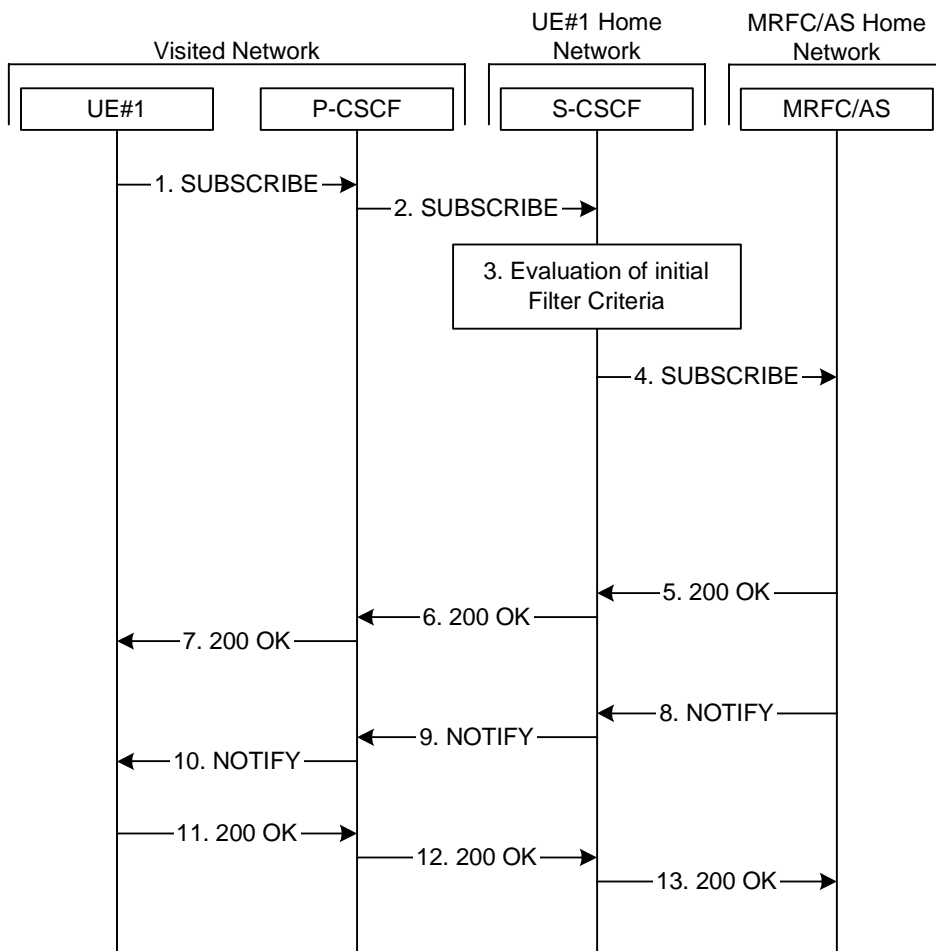 Visited Network
UE#1 Home
Network
MRFC/AS Home
Network
UE#1
P-CSCF
S-CSCF
MRFC/AS
1. SUBSCRIBE
2. SUBSCRIBE
3. Evaluation of initial
Filter Criteria
4. SUBSCRIBE
5. 200 OK
6. 200 OK
7. 200 OK
8. NOTIFY
9. NOTIFY
10. NOTIFY
11. 200 OK
12. 200 OK
13. 200 OK